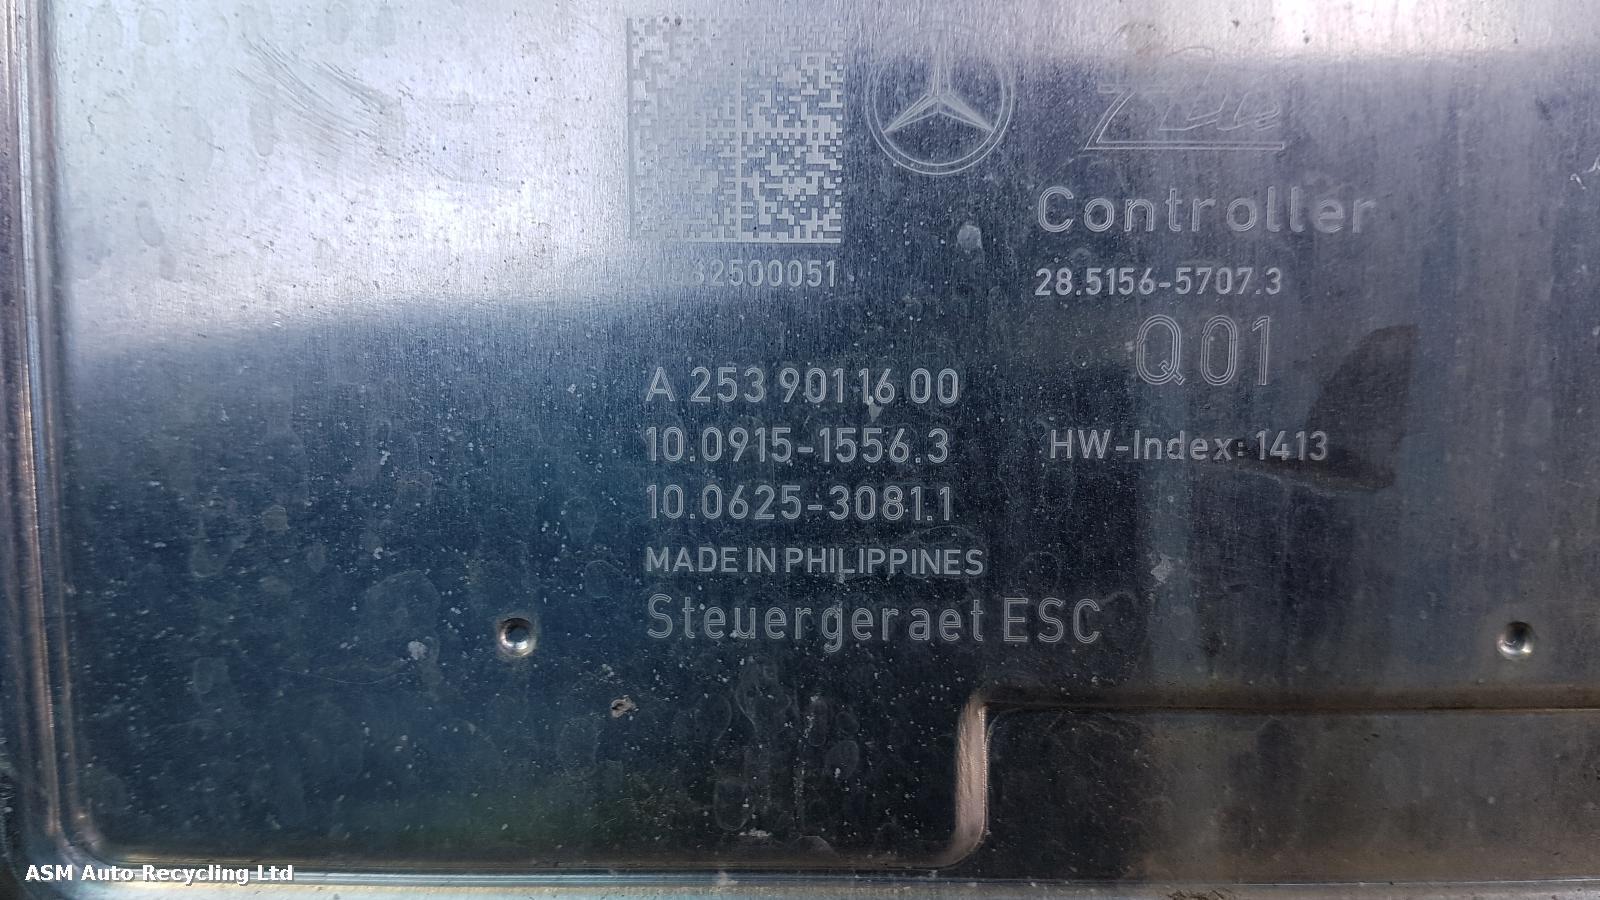 Controller
28.5156-5707.3
Q01
A 253 901 16 00
10.0915-1556.3
HW-Index: 1413
10.0625-3081.1
MADE IN PHILIPPINES
Steuergeraet ESC
ASM Auto Recycling Ltd